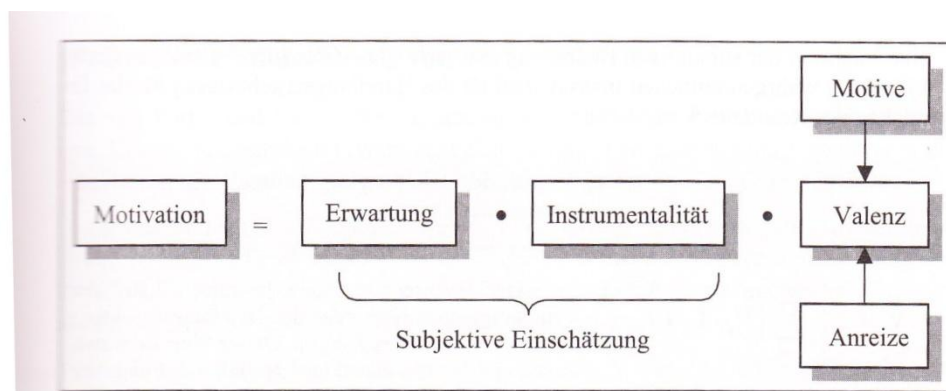 Motive
Motivation = Erwartung • Instrumentalität • Valenz
Subjektive Einschätzung
Anreize